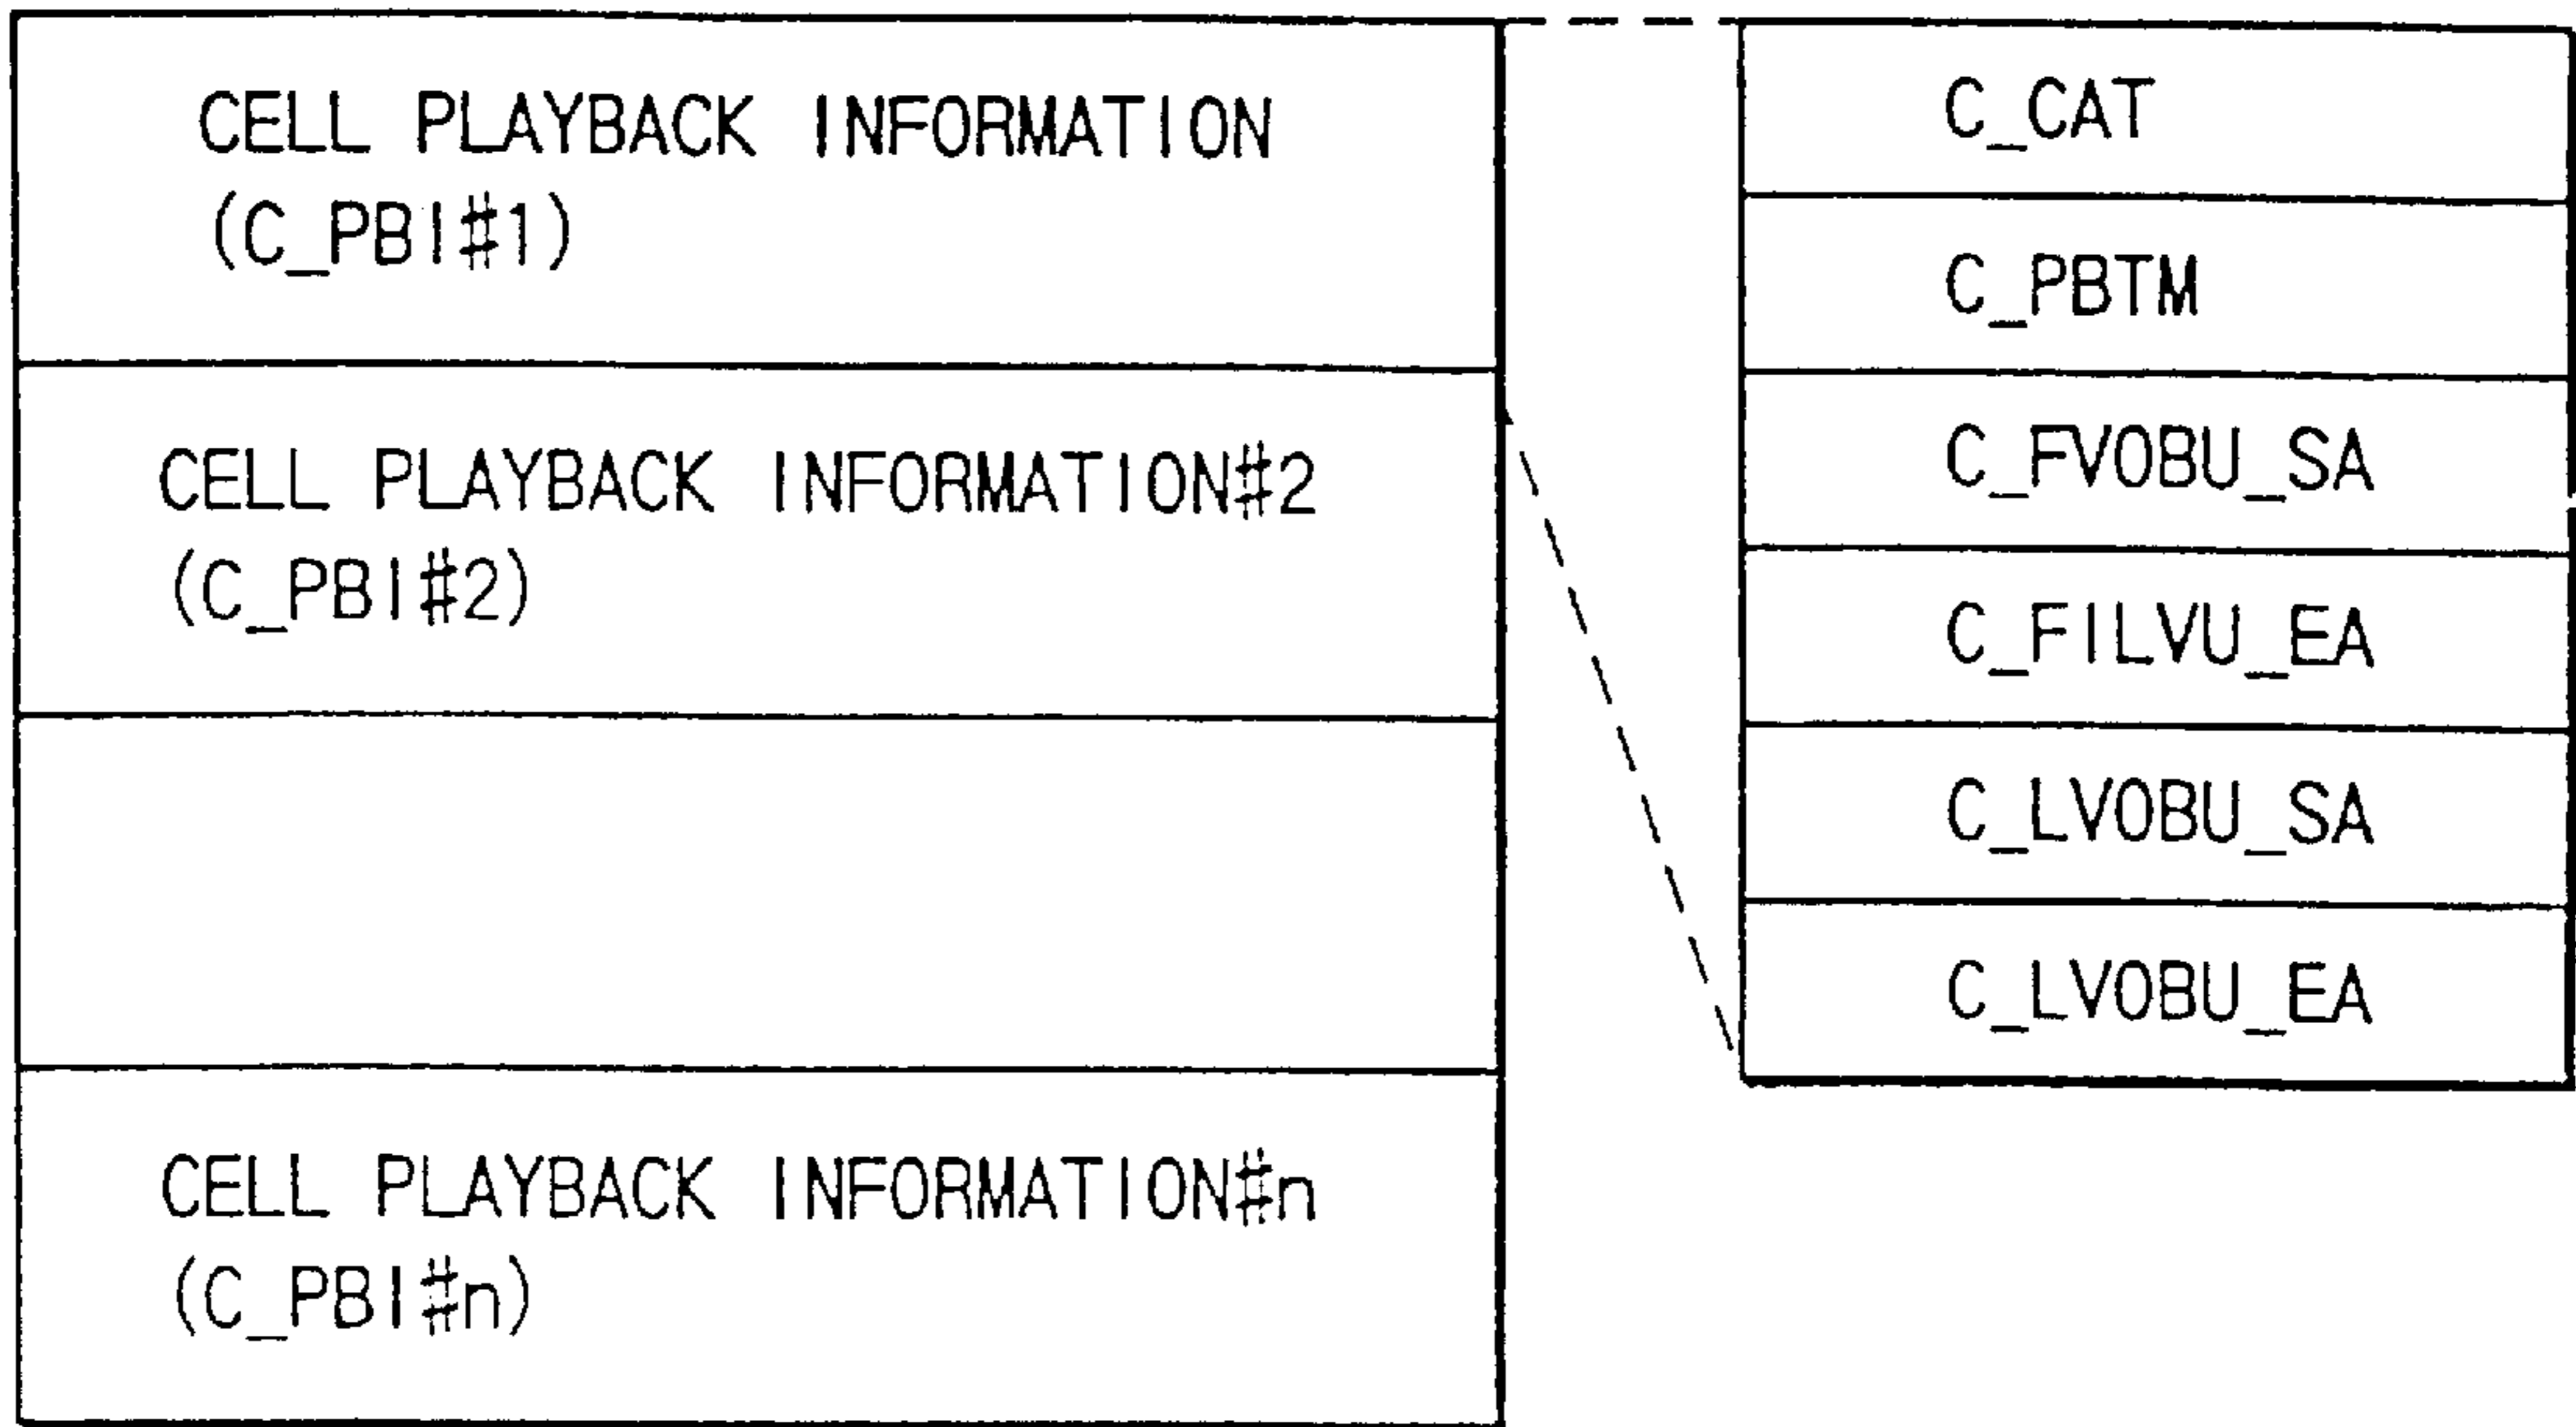 CELL PLAYBACK INFORMATION
(C_PBI#1)
CELL PLAYBACK INFORMATION#2
(C_PBI#2)
CELL PLAYBACK INFORMATION#n
(C_PBI#n)
C_CAT
C_PBTM
C_FVOBU_SA
C_FILVU_EA
C_LVOBU_SA
C_LVOBU_EA